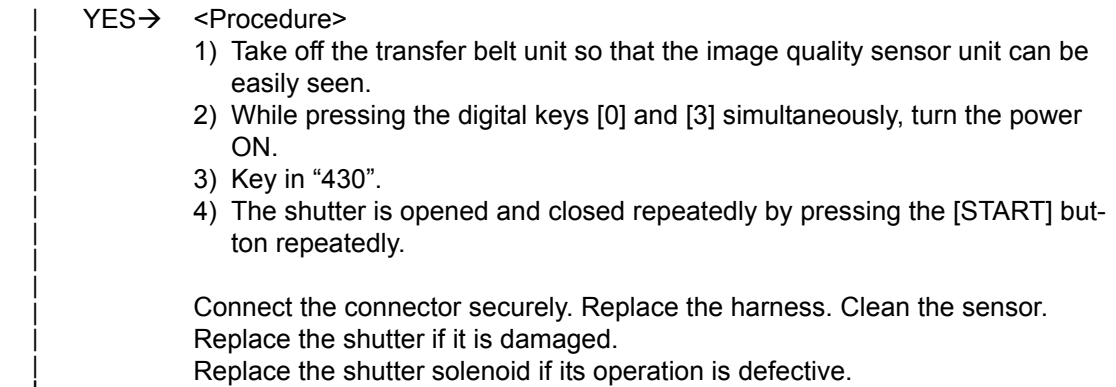 | YES→ <Procedure>
| 1) Take off the transfer belt unit so that the image quality sensor unit can be
| easily seen.
| 2) While pressing the digital keys [0] and [3] simultaneously, turn the power
| ON.
| 3) Key in “430”.
| 4) The shutter is opened and closed repeatedly by pressing the [START] but-
| ton repeatedly.
|
| Connect the connector securely. Replace the harness. Clean the sensor.
| Replace the shutter if it is damaged.
| Replace the shutter solenoid if its operation is defective.